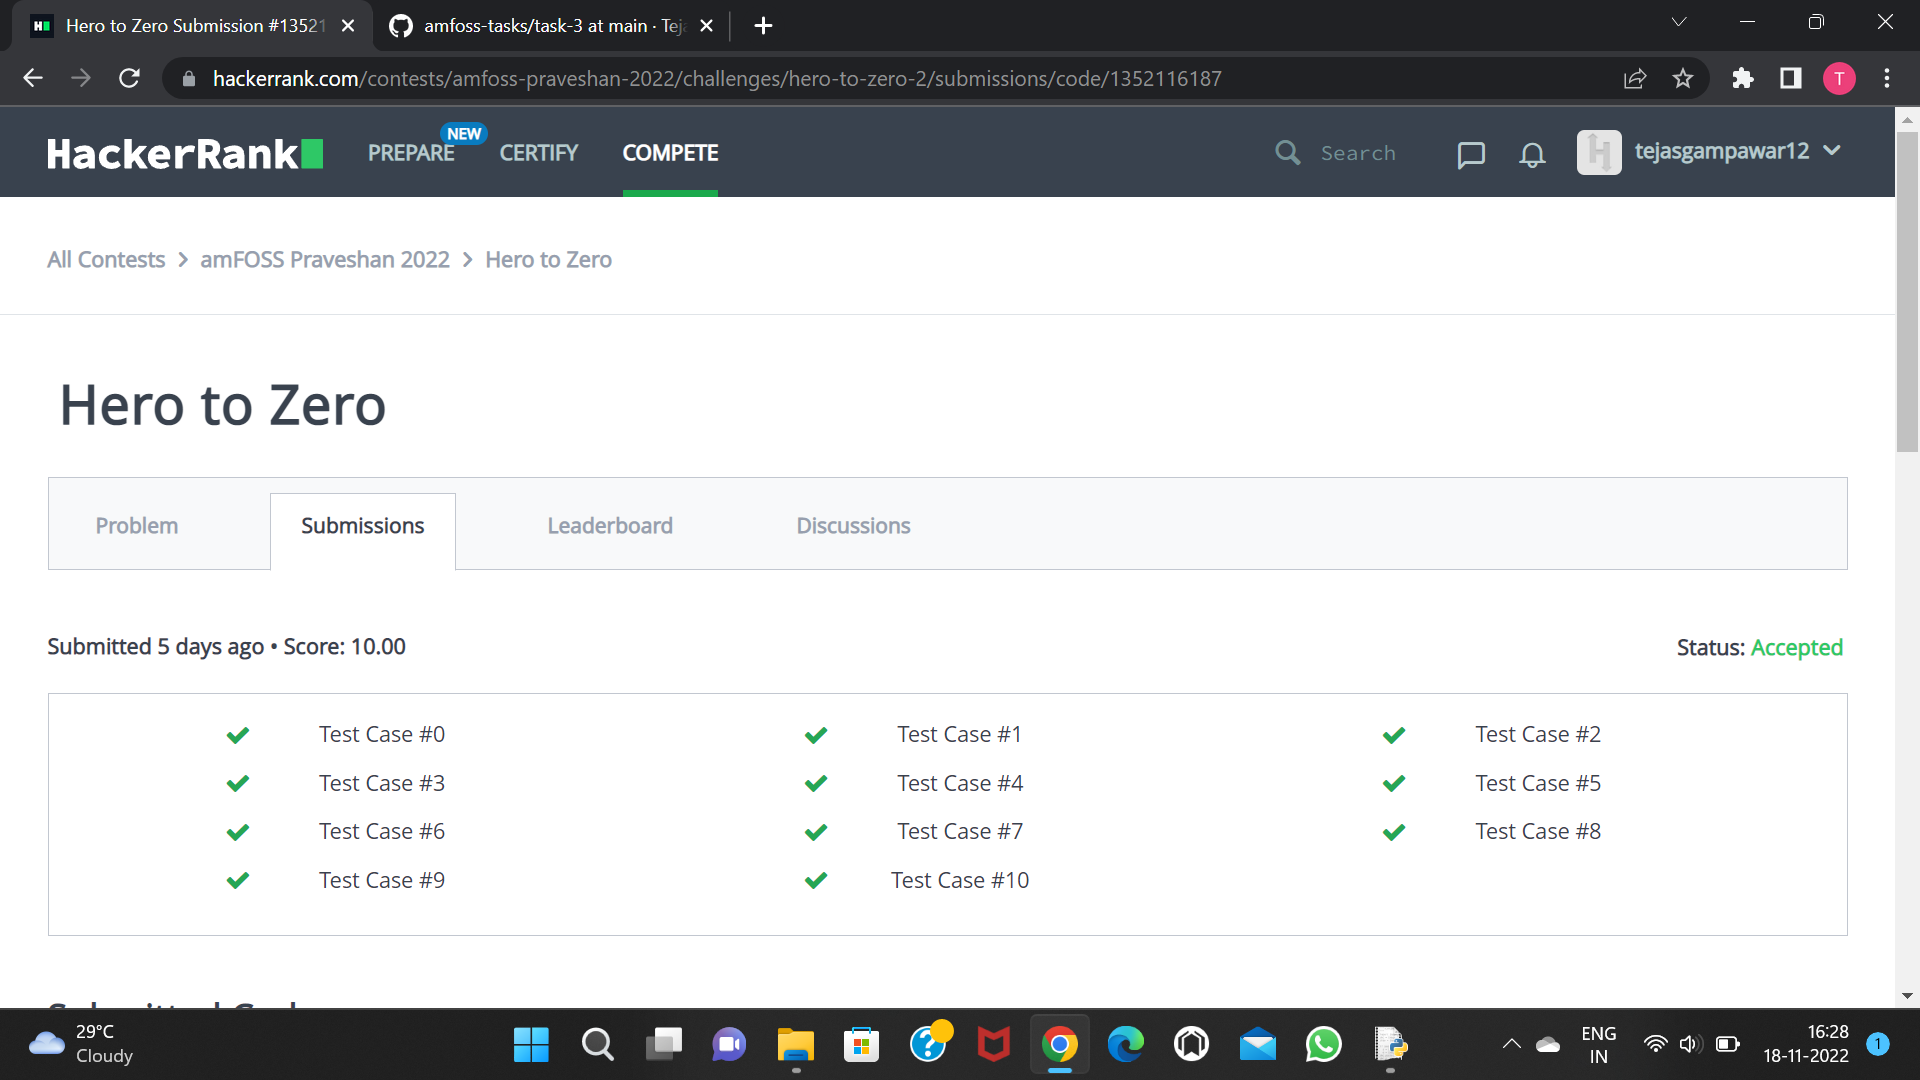 Hero to Zero Submission #13521
amfoss-tasks/task-3 at main · Tej
hackerrank.com/contests/amfoss-praveshan-2022/challenges/hero-to-zero-2/submissions/code/1352116187
T
HackerRank
PREPARE
NEW
CERTIFY
COMPETE
Search
tejasgampawar12
All Contests > amFOSS Praveshan 2022 > Hero to Zero
Hero to Zero
Problem
Submissions
Leaderboard
Discussions
Submitted 5 days ago • Score: 10.00
Status: Accepted
Test Case #0
Test Case #1
Test Case #2
Test Case #3
Test Case #4
Test Case #5
Test Case #6
Test Case #7
Test Case #8
Test Case #9
Test Case #10
29°C
Cloudy
ENG
IN
16:28
18-11-2022
1